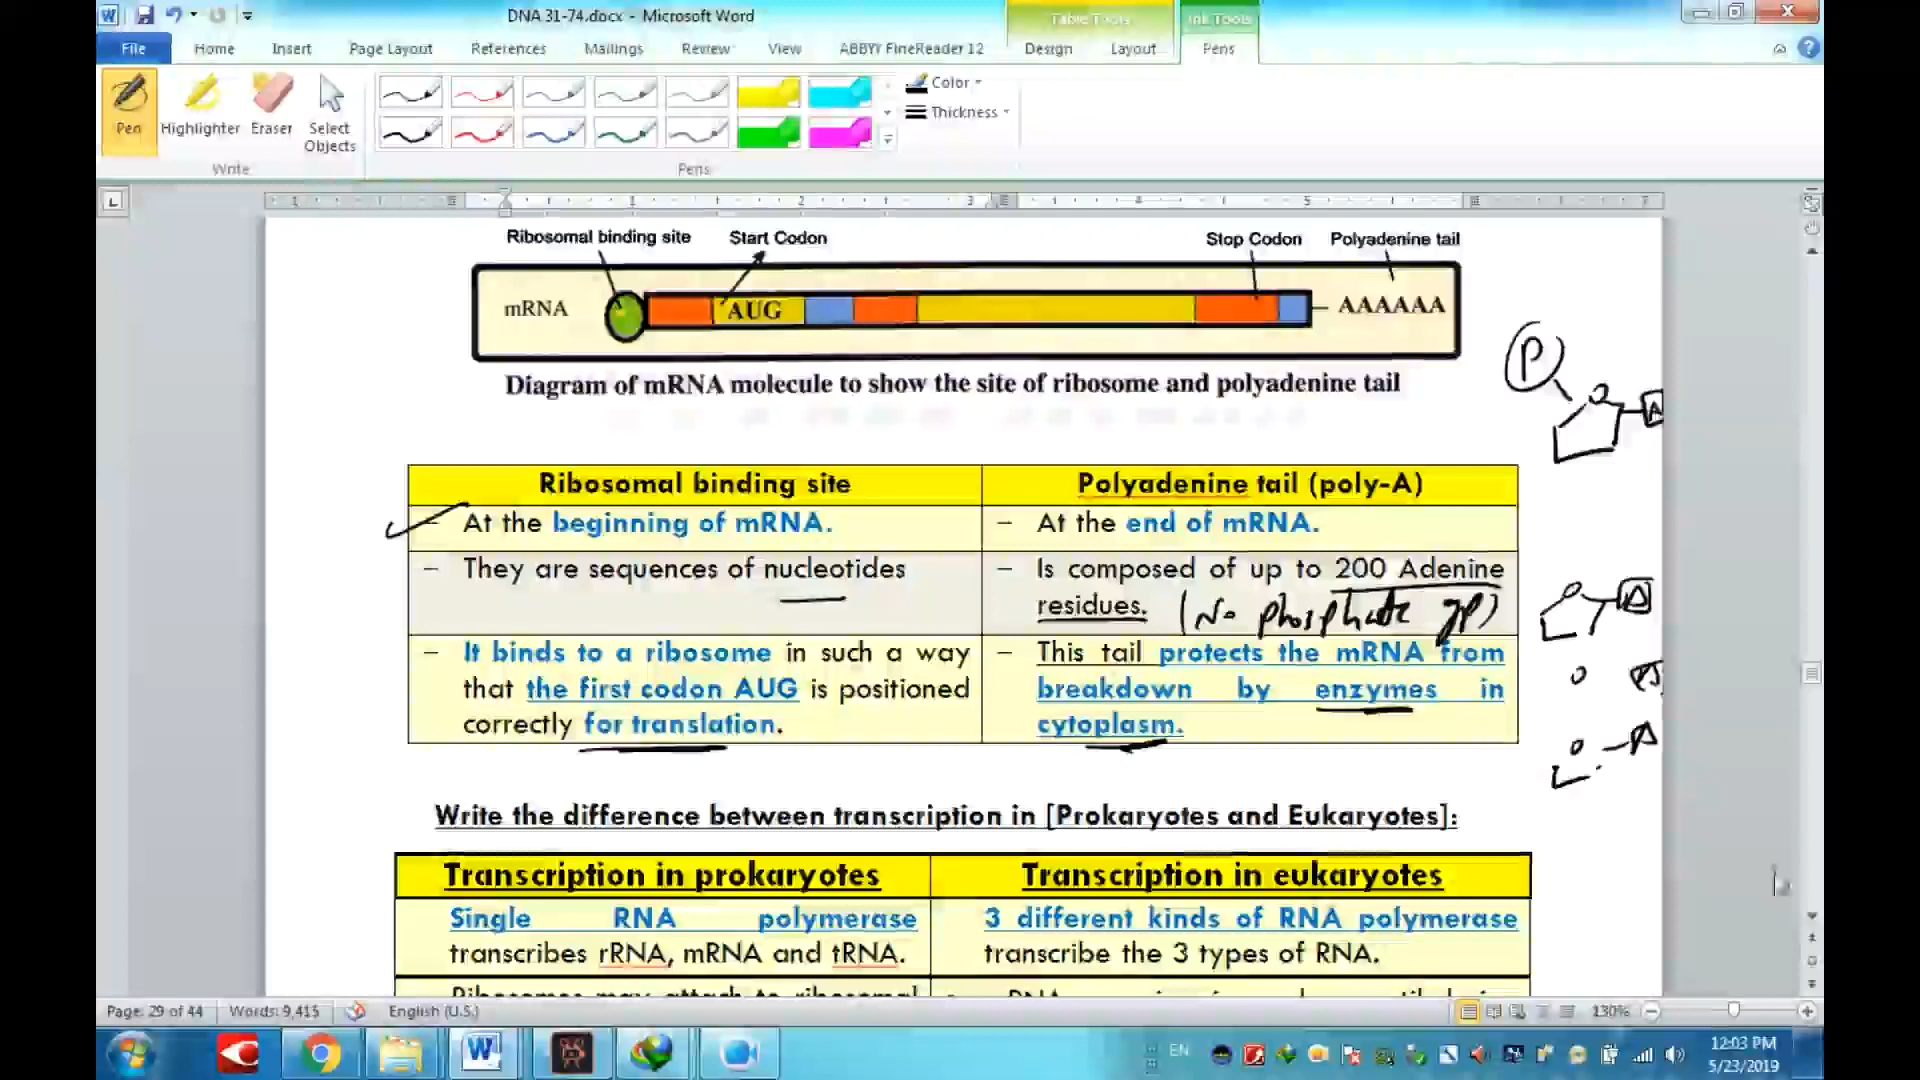 DNA 31-74.docx - Microsoft Word
Table Tools
Ink Tools
File Home Insert Page Layout References Mailings Review View ABBYY FineReader 12 Design Layout Pens
Color
Thickness
Pen Highlighter Eraser Select Objects
Write
Pens
Ribosomal binding site Start Codon Stop Codon Polyadenine tail
mRNA AUG AAAAAA
Diagram of mRNA molecule to show the site of ribosome and polyadenine tail
P
A
Ribosomal binding site
– At the beginning of mRNA.
– They are sequences of nucleotides
– It binds to a ribosome in such a way
that the first codon AUG is positioned
correctly for translation.
Polyadenine tail (poly-A)
– At the end of mRNA.
– Is composed of up to 200 Adenine
residues. (No phosphate gp)
– This tail protects the mRNA from
breakdown by enzymes in
cytoplasm.
A
A
Write the difference between transcription in [Prokaryotes and Eukaryotes]:
Transcription in prokaryotes
Single RNA polymerase
transcribes rRNA, mRNA and tRNA.
Ribosomes may attach to ribosomal
Transcription in eukaryotes
3 different kinds of RNA polymerase
transcribe the 3 types of RNA.
Page: 29 of 44 Words: 9,415 English (U.S.) 130%
EN
12:03 PM
5/23/2019